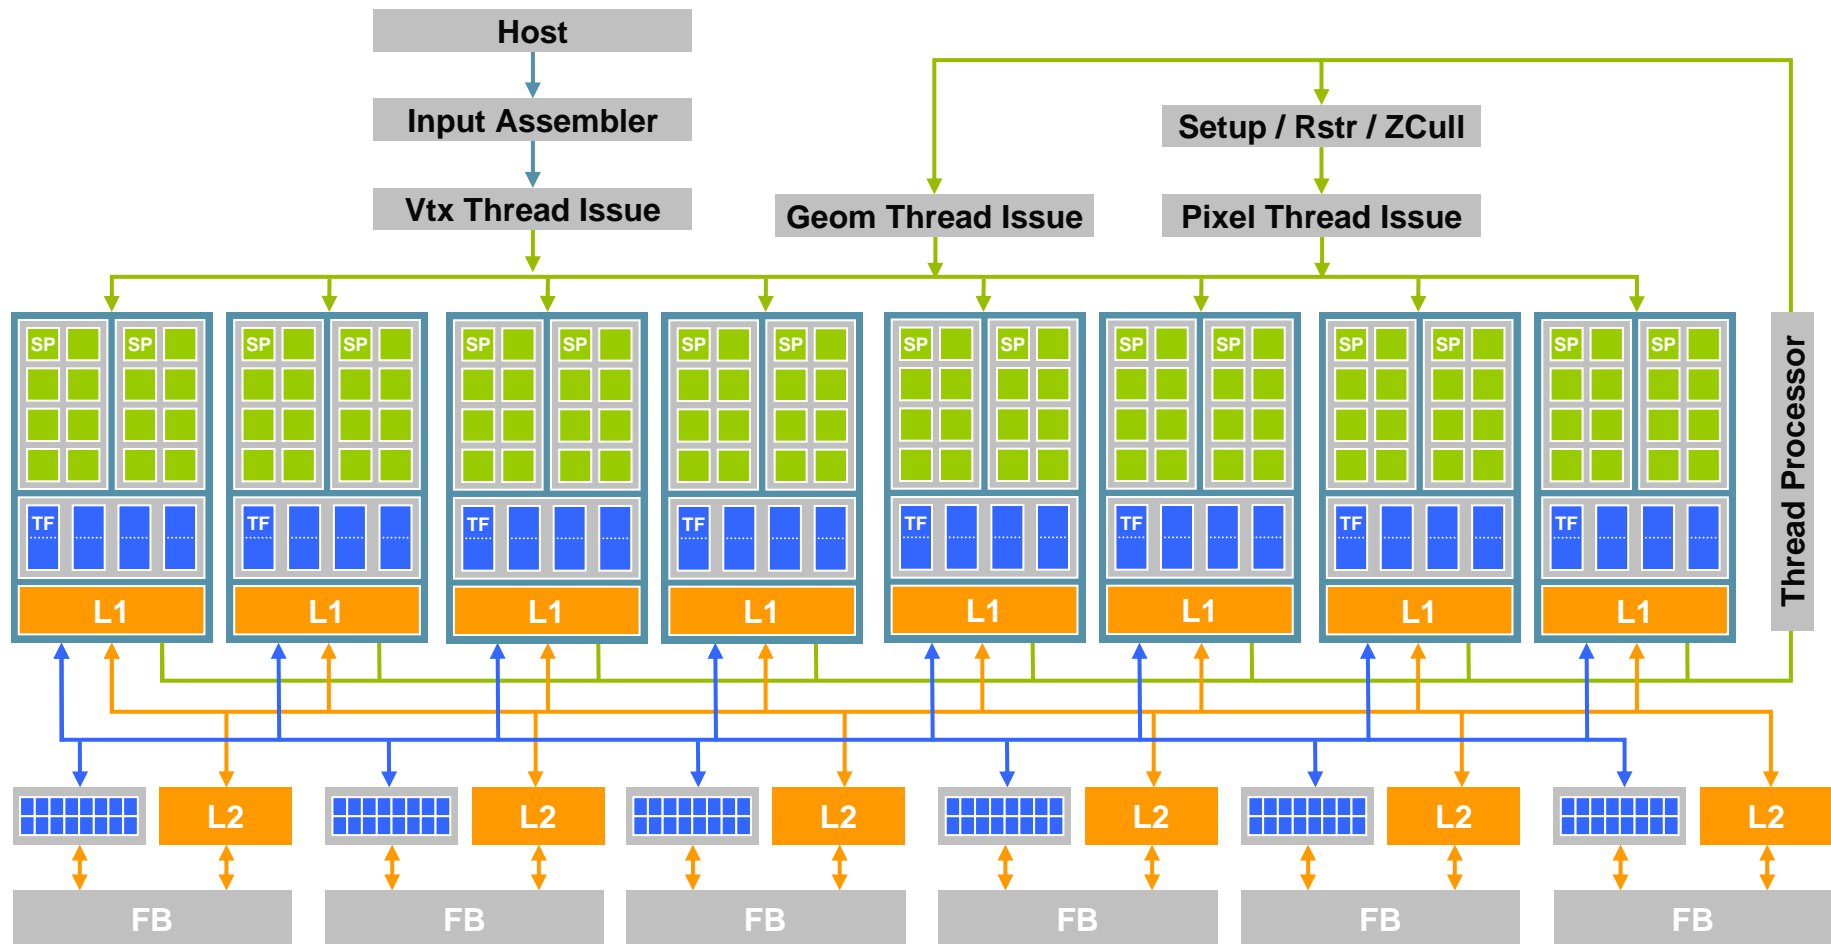 Host
Input Assembler
Setup / Rstr / ZCull
Vtx Thread Issue
Geom Thread Issue
Pixel Thread Issue
SP SP SP SP SP SP SP SP SP SP SP SP SP SP SP SP
Thread Processor
TF TF TF TF TF TF TF TF
L1 L1 L1 L1 L1 L1 L1 L1
L2 L2 L2 L2 L2 L2
FB FB FB FB FB FB